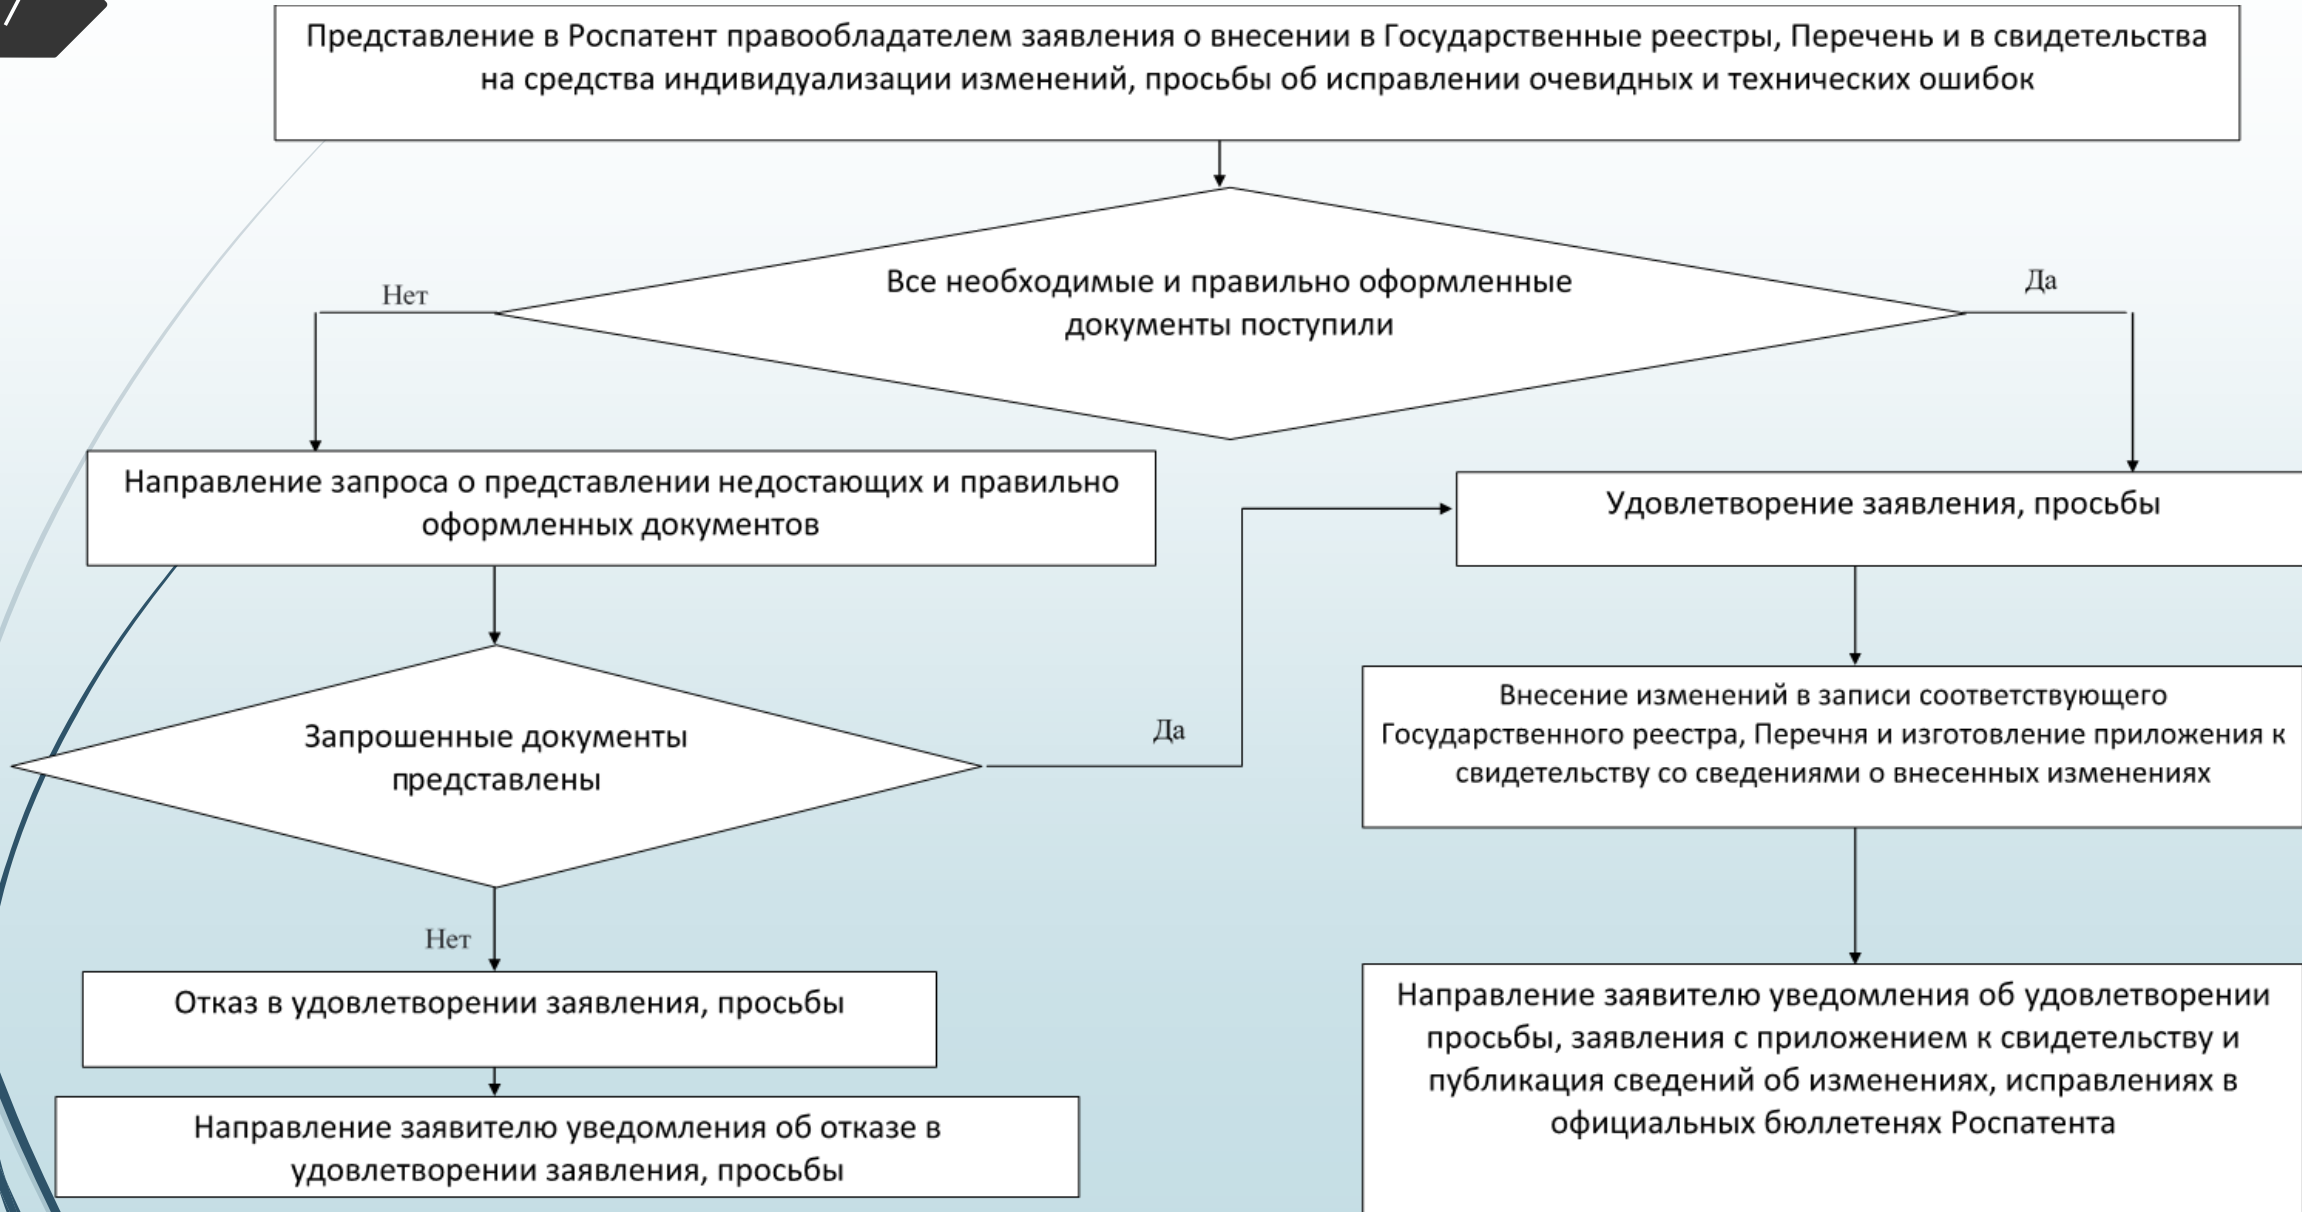 Представление в Роспатент правообладателем заявления о внесении в Государственные реестры, Перечень и в свидетельства
на средства индивидуализации изменений, просьбы об исправлении очевидных и технических ошибок
Все необходимые и правильно оформленные
документы поступили
Нет
Да
Направление запроса о представлении недостающих и правильно
оформленных документов
Удовлетворение заявления, просьбы
Запрошенные документы
представлены
Да
Внесение изменений в записи соответствующего
Государственного реестра, Перечня и изготовление приложения к
свидетельству со сведениями о внесенных изменениях
Нет
Отказ в удовлетворении заявления, просьбы
Направление заявителю уведомления об отказе в
удовлетворении заявления, просьбы
Направление заявителю уведомления об удовлетворении
просьбы, заявления с приложением к свидетельству и
публикация сведений об изменениях, исправлениях в
официальных бюллетенях Роспатента